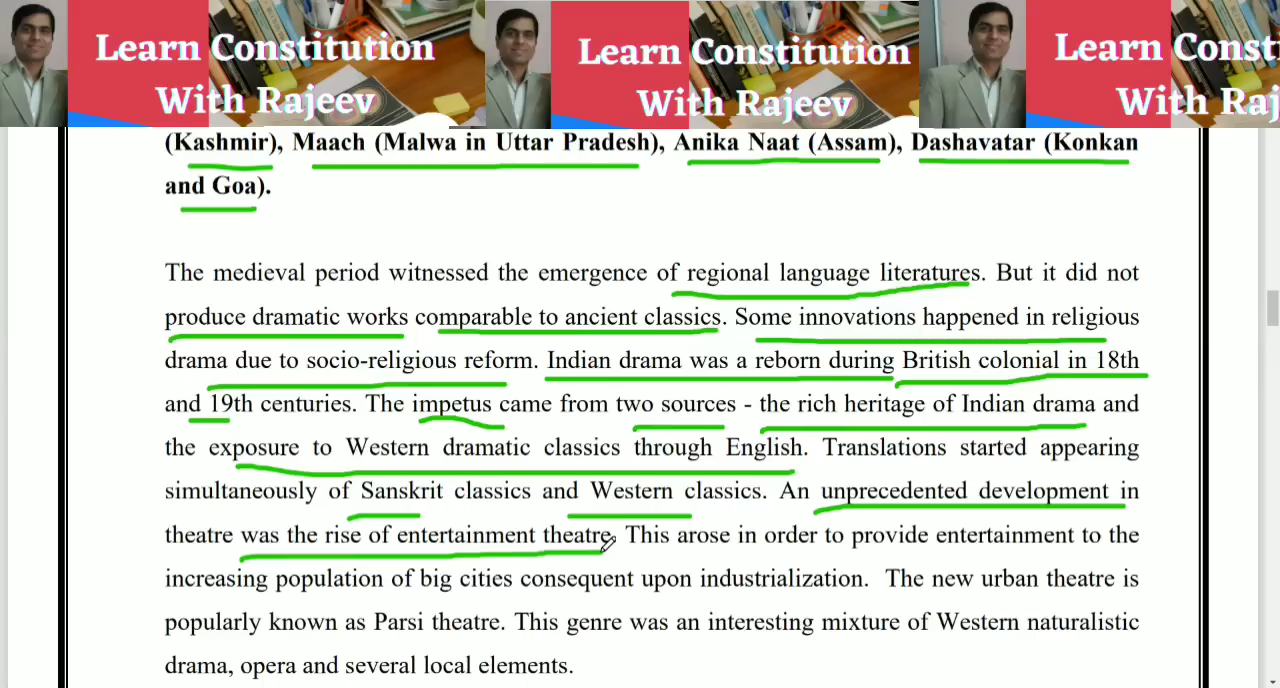 Learn Constitution
With Rajeev
Learn Constitution
With Rajeev
Learn Consti
With Raj
(Kashmir), Maach (Malwa in Uttar Pradesh), Anika Naat (Assam), Dashavatar (Konkan
and Goa).
The medieval period witnessed the emergence of regional language literatures. But it did not
produce dramatic works comparable to ancient classics. Some innovations happened in religious
drama due to socio-religious reform. Indian drama was a reborn during British colonial in 18th
and 19th centuries. The impetus came from two sources - the rich heritage of Indian drama and
the exposure to Western dramatic classics through English. Translations started appearing
simultaneously of Sanskrit classics and Western classics. An unprecedented development in
theatre was the rise of entertainment theatre. This arose in order to provide entertainment to the
increasing population of big cities consequent upon industrialization. The new urban theatre is
popularly known as Parsi theatre. This genre was an interesting mixture of Western naturalistic
drama, opera and several local elements.